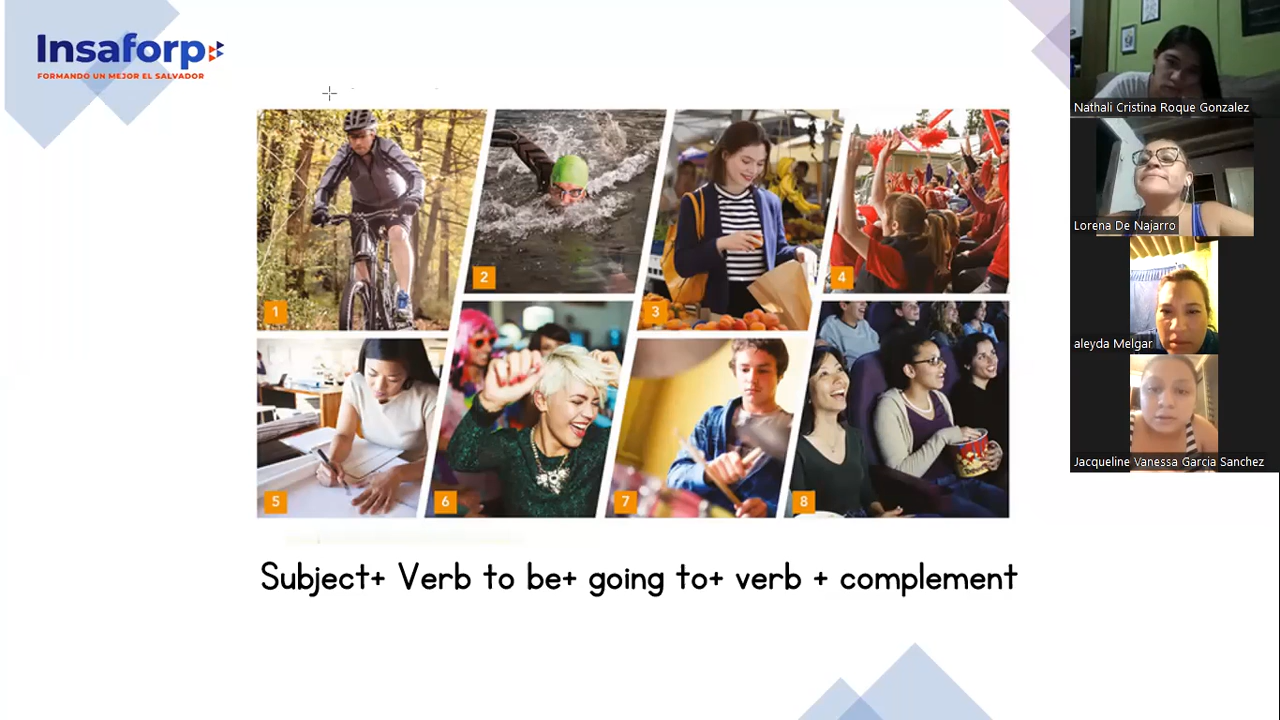 Insaforp
FORMANDO UN MEJOR EL SALVADOR
1
2
3
4
5
6
7
8
Subject+ Verb to be+ going to+ verb + complement
Nathali Cristina Roque Gonzalez
Lorena De Najarro
aleyda Melgar
Jacqueline Vanessa Garcia Sanchez